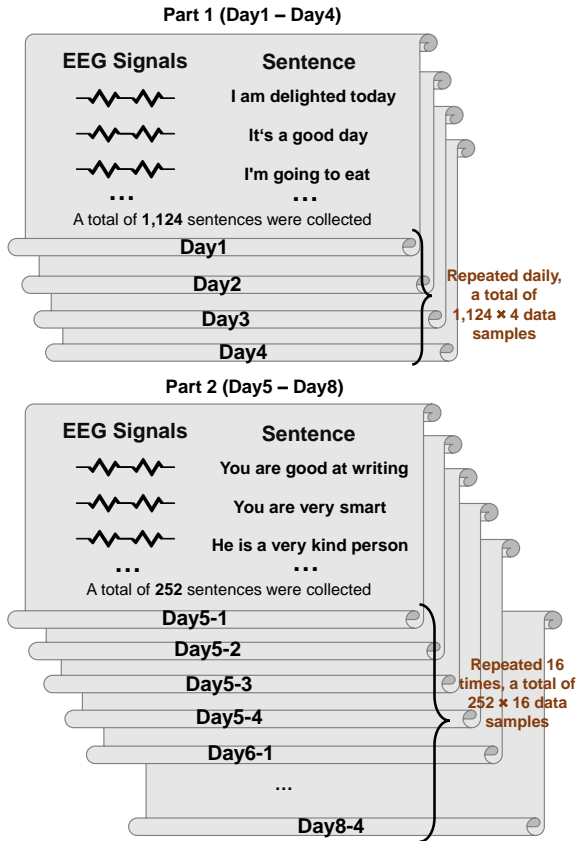 Part 1 (Day1 – Day4)
EEG Signals
Sentence
I am delighted today
It‘s a good day
I'm going to eat
...
...
A total of 1,124 sentences were collected
Day1
Day2
Day3
Day4
Repeated daily,
a total of
1,124 × 4 data
samples
Part 2 (Day5 – Day8)
EEG Signals
Sentence
You are good at writing
You are very smart
He is a very kind person
...
...
A total of 252 sentences were collected
Day5-1
Day5-2
Day5-3
Day5-4
Day6-1
...
Day8-4
Repeated 16
times, a total of
252 × 16 data
samples